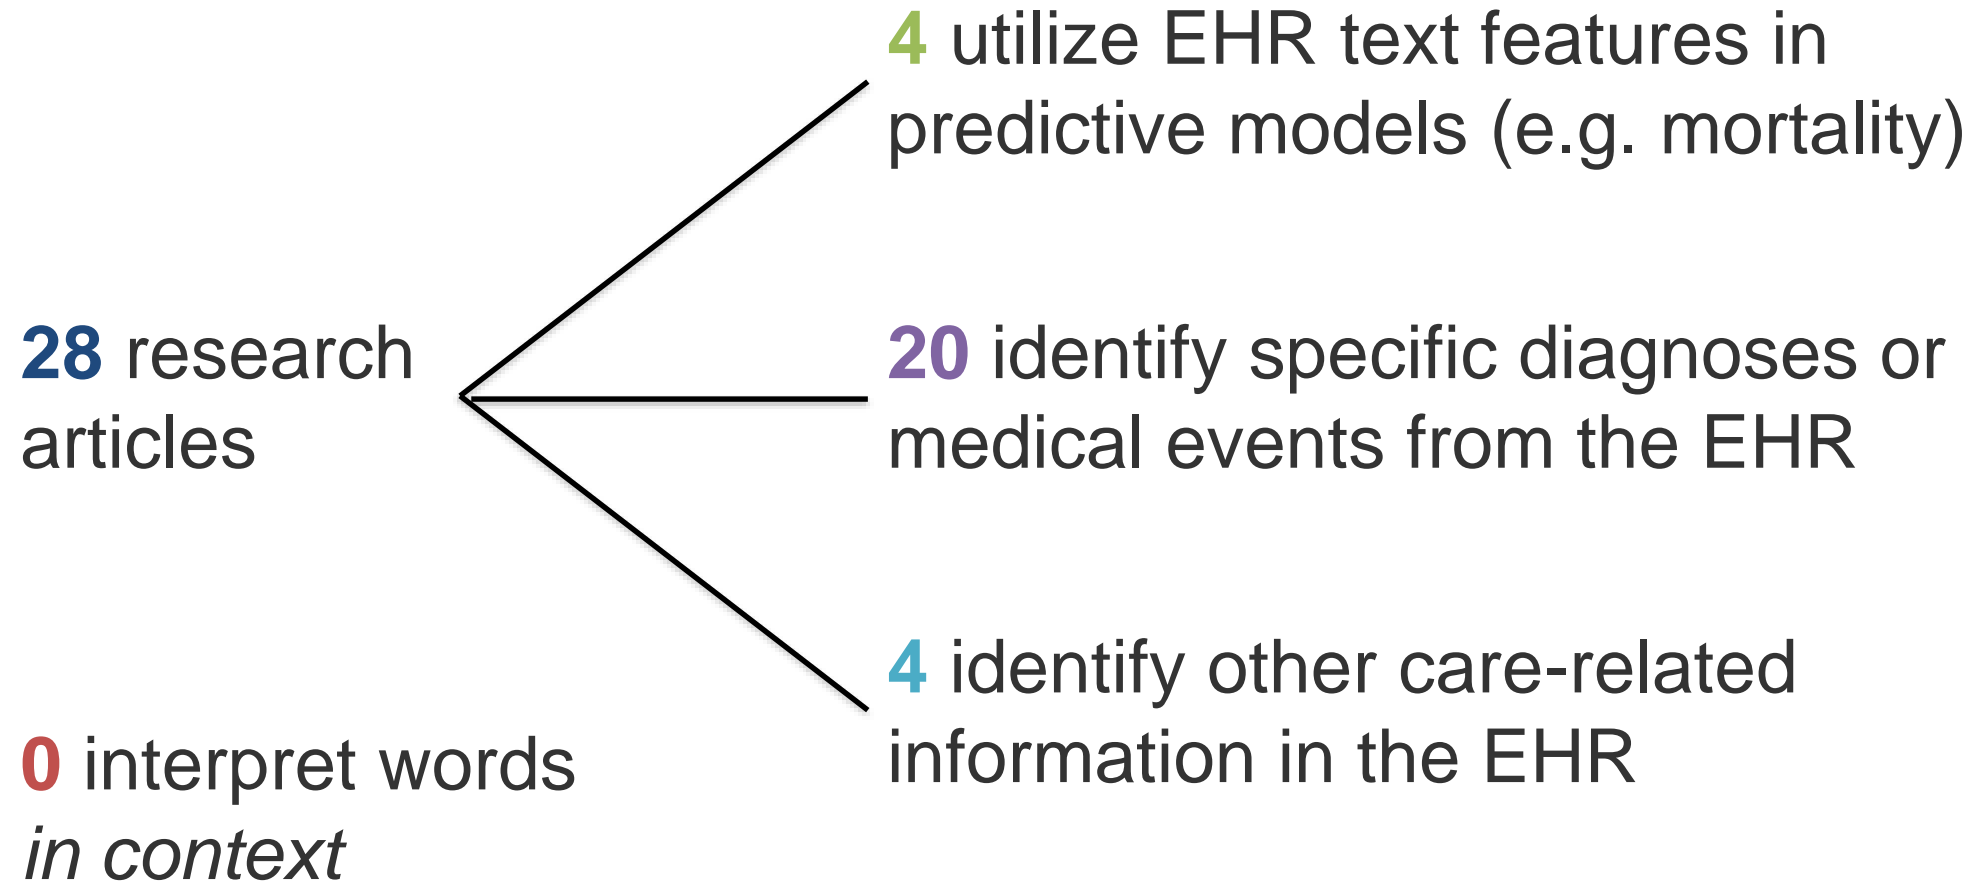 4 utilize EHR text features in
predictive models (e.g. mortality)
28 research
articles
20 identify specific diagnoses or
medical events from the EHR
4 identify other care-related
information in the EHR
0 interpret words
in context